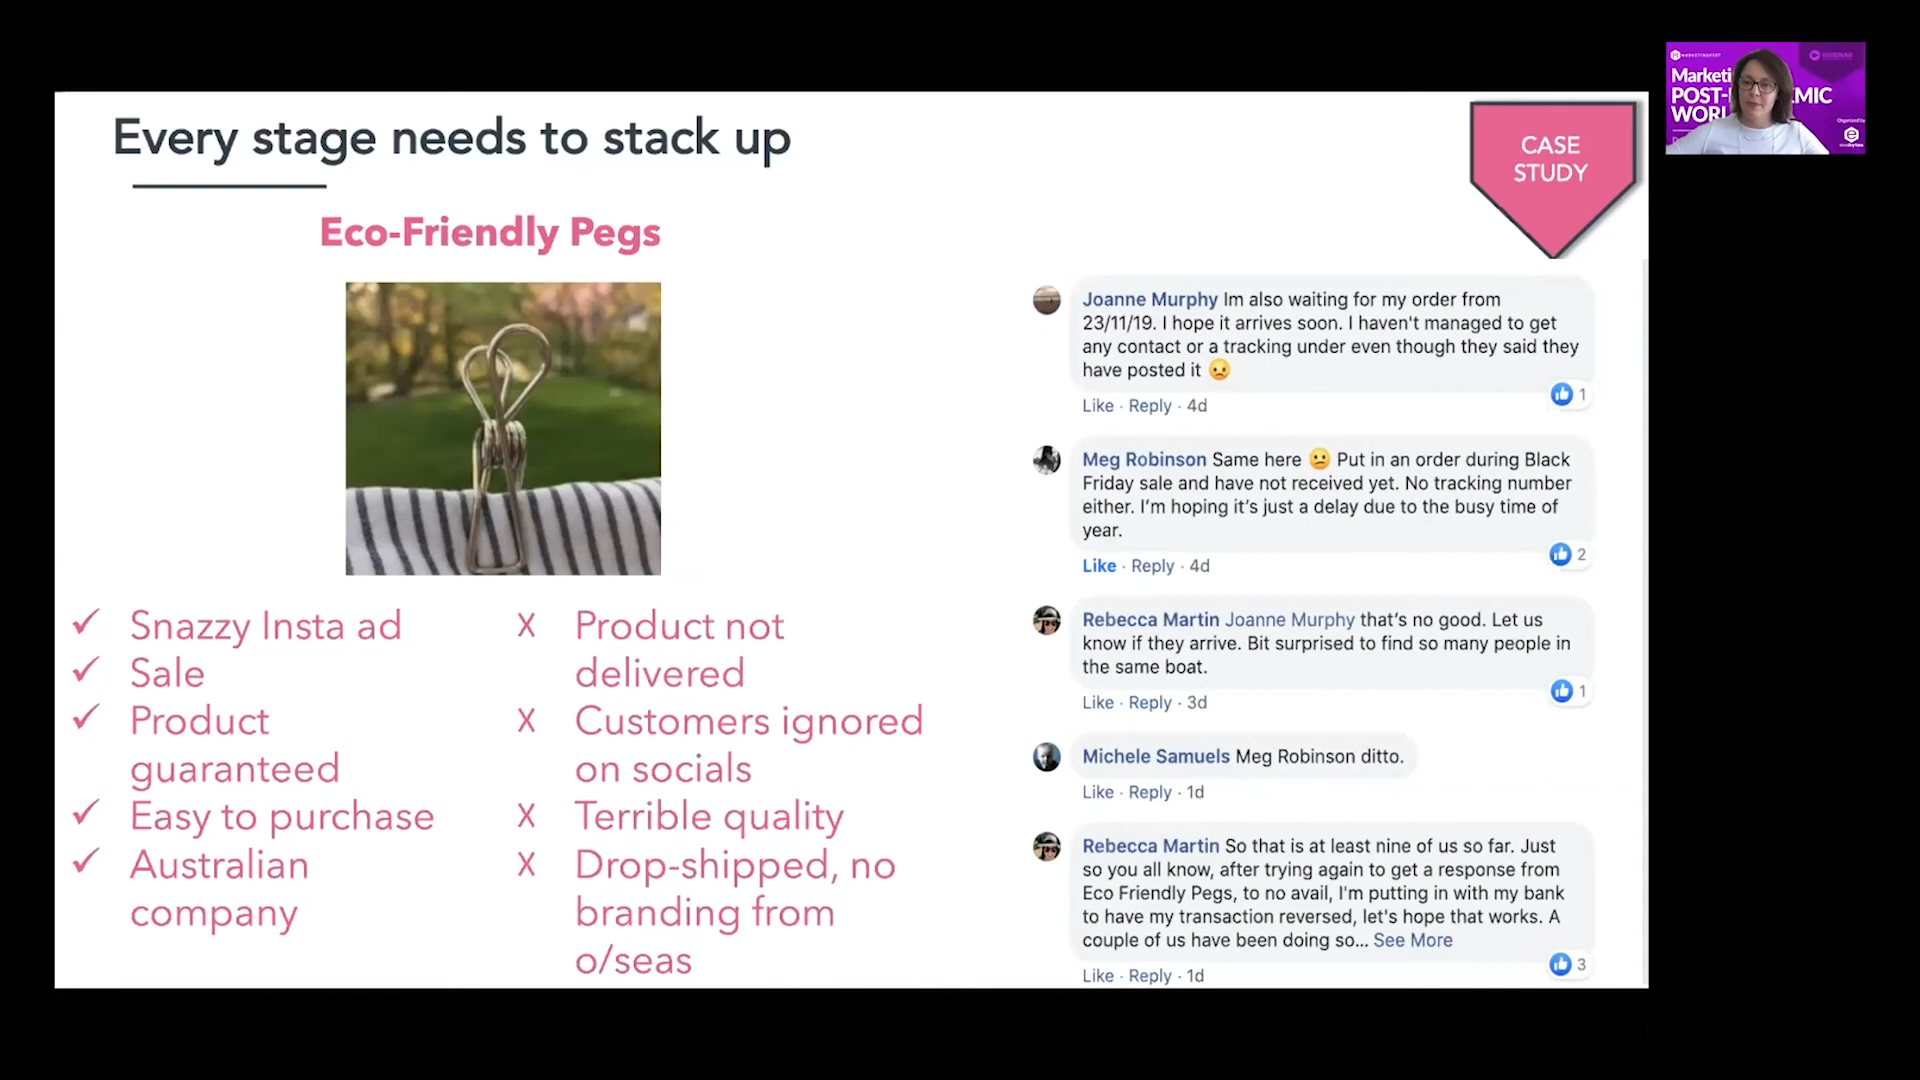 Every stage needs to stack up
CASE
STUDY
Eco-Friendly Pegs
✓ Snazzy Insta ad
✓ Sale
✓ Product
guaranteed
✓ Easy to purchase
✓ Australian
company
X Product not
delivered
X Customers ignored
on socials
X Terrible quality
X Drop-shipped, no
branding from
o/seas
Joanne Murphy Im also waiting for my order from
23/11/19. I hope it arrives soon. I haven't managed to get
any contact or a tracking under even though they said they
have posted it 😞
1
Like · Reply · 4d
Meg Robinson Same here 😕 Put in an order during Black
Friday sale and have not received yet. No tracking number
either. I'm hoping it's just a delay due to the busy time of
year.
2
Like · Reply · 4d
Rebecca Martin Joanne Murphy that's no good. Let us
know if they arrive. Bit surprised to find so many people in
the same boat.
1
Like · Reply · 3d
Michele Samuels Meg Robinson ditto.
Like · Reply · 1d
Rebecca Martin So that is at least nine of us so far. Just
so you all know, after trying again to get a response from
Eco Friendly Pegs, to no avail, I'm putting in with my bank
to have my transaction reversed, let's hope that works. A
couple of us have been doing so... See More
3
Like · Reply · 1d
WEBINAR
Marketi
POST- EMIC
WORL
Organized by